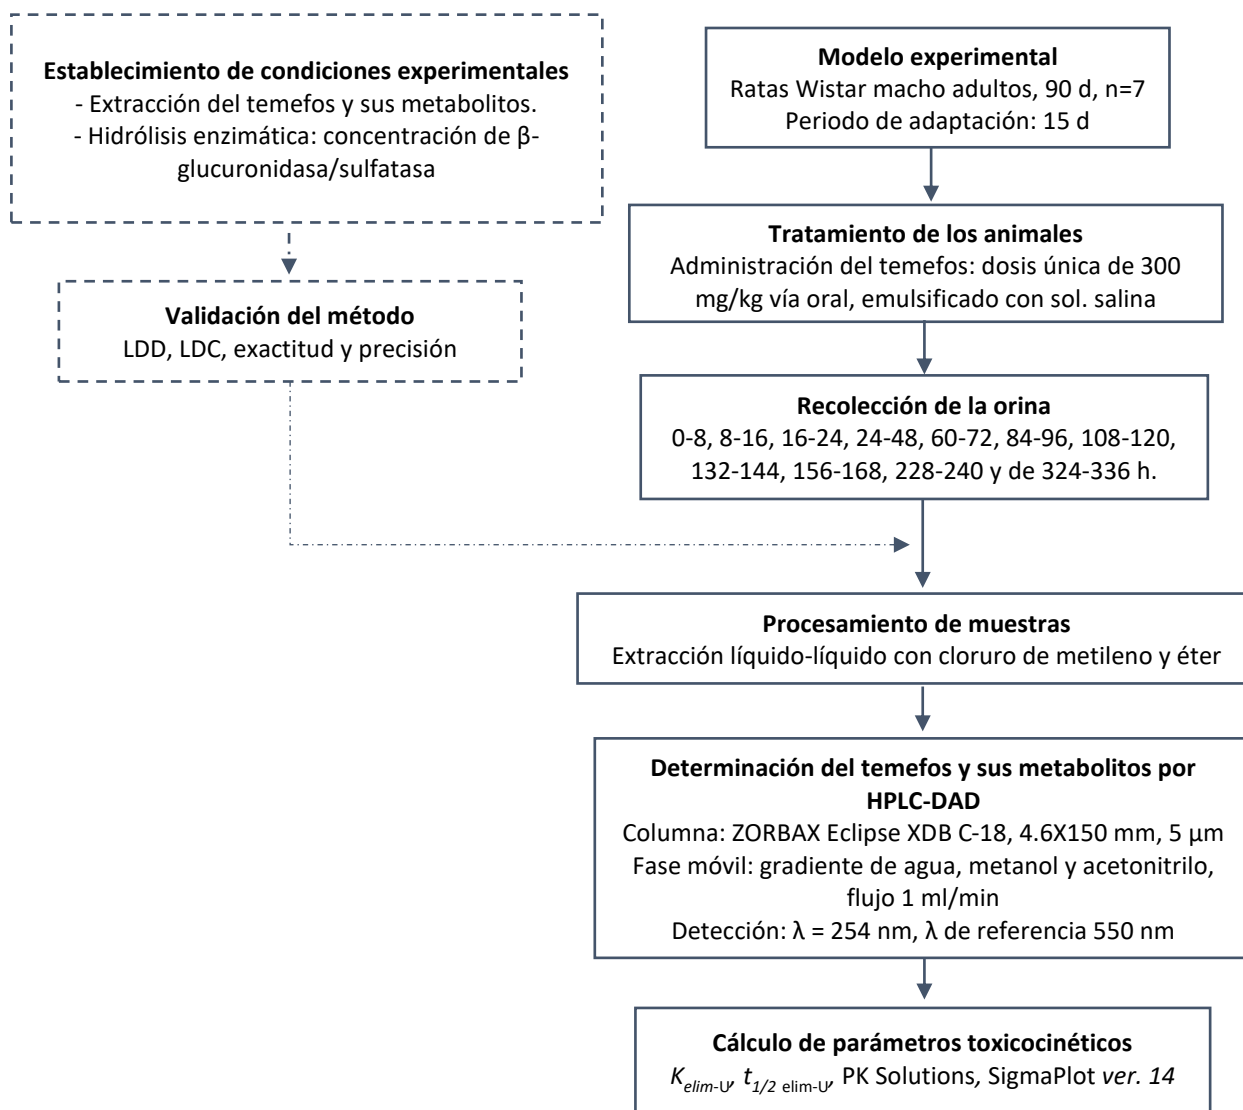 Establecimiento de condiciones experimentales
- Extracción del temefos y sus metabolitos.
- Hidrólisis enzimática: concentración de β-
glucuronidasa/sulfatasa
Validación del método
LDD, LDC, exactitud y precisión
Modelo experimental
Ratas Wistar macho adultos, 90 d, n=7
Periodo de adaptación: 15 d
Tratamiento de los animales
Administración del temefos: dosis única de 300
mg/kg vía oral, emulsificado con sol. salina
Recolección de la orina
0-8, 8-16, 16-24, 24-48, 60-72, 84-96, 108-120,
132-144, 156-168, 228-240 y de 324-336 h.
Procesamiento de muestras
Extracción líquido-líquido con cloruro de metileno y éter
Determinación del temefos y sus metabolitos por
HPLC-DAD
Columna: ZORBAX Eclipse XDB C-18, 4.6X150 mm, 5 µm
Fase móvil: gradiente de agua, metanol y acetonitrilo,
flujo 1 ml/min
Detección: λ = 254 nm, λ de referencia 550 nm
Cálculo de parámetros toxicocinéticos
K elim-U, t 1/2 elim-U, PK Solutions, SigmaPlot ver. 14